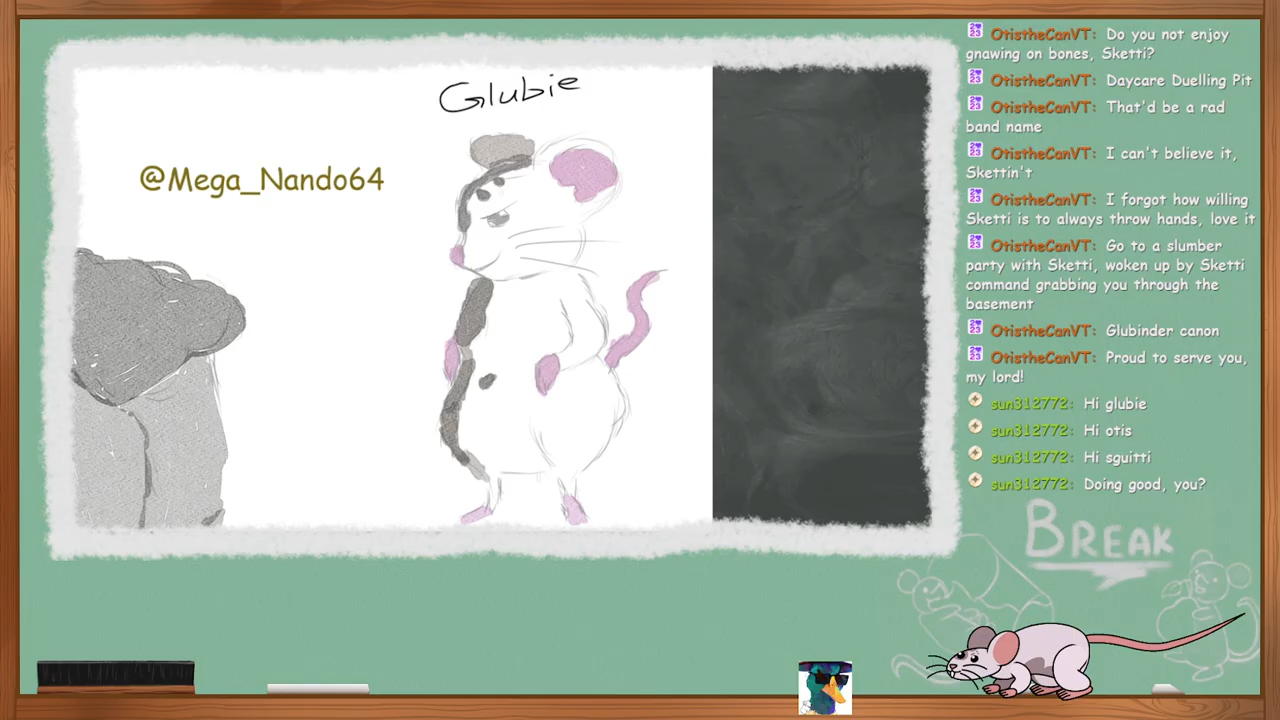 Glubie
@Mega_Nando64
OtistheCanVT: Do you not enjoy
gnawing on bones, Sketti?
OtistheCanVT: Daycare Duelling Pit
OtistheCanVT: That'd be a rad
band name
OtistheCanVT: I can't believe it,
Skettin't
OtistheCanVT: I forgot how willing
Sketti is to always throw hands, love it
OtistheCanVT: Go to a slumber
party with Sketti, woken up by Sketti
command grabbing you through the
basement
OtistheCanVT: Glubinder canon
OtistheCanVT: Proud to serve you,
my lord!
sun312772: Hi glubie
sun312772: Hi otis
sun312772: Hi sguitti
sun312772: Doing good, you?
BREAK